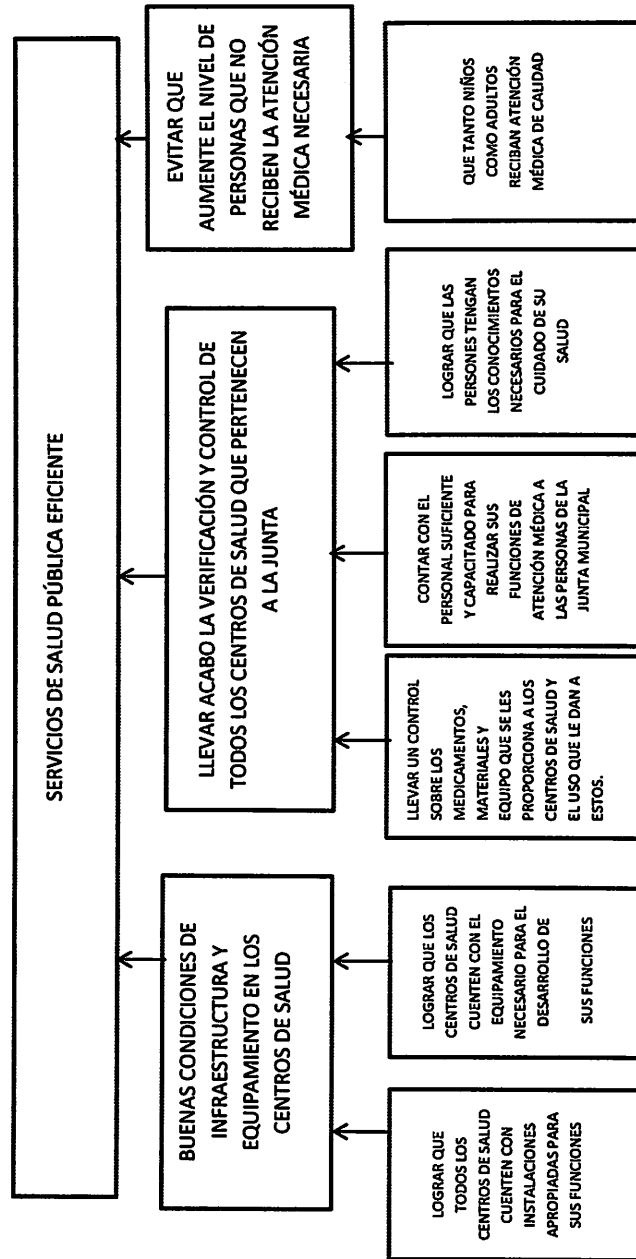 SERVICIOS DE SALUD PÚBLICA EFICIENTE
BUENAS CONDICIONES DE
INFRAESTRUCTURA Y
EQUIPAMIENTO EN LOS
CENTROS DE SALUD
LLEVAR ACABO LA VERIFICACIÓN Y CONTROL DE
TODOS LOS CENTROS DE SALUD QUE PERTENECEN
A LA JUNTA
EVITAR QUE
AUMENTE EL NIVEL DE
PERSONAS QUE NO
RECIBEN LA ATENCIÓN
MÉDICA NECESARIA
LOGRAR QUE
TODOS LOS
CENTROS DE SALUD
CUENTEN CON
INSTALACIONES
APROPIADAS PARA
SUS FUNCIONES
LOGRAR QUE LOS
CENTROS DE SALUD
CUENTEN CON EL
EQUIPAMIENTO
NECESARIO PARA EL
DESARROLLO DE
SUS FUNCIONES
LLEVAR UN CONTROL
SOBRE LOS
MEDICAMENTOS,
MATERIALES Y
EQUIPO QUE SE LES
PROPORCIONA A LOS
CENTROS DE SALUD Y
EL USO QUE LE DAN A
ESTOS.
CONTAR CON EL
PERSONAL SUFICIENTE
Y CAPACITADO PARA
REALIZAR SUS
FUNCIONES DE
ATENCIÓN MÉDICA A
LAS PERSONAS DE LA
JUNTA MUNICIPAL
LOGRAR QUE LAS
PERSONES TENGAN
LOS CONOCIMIENTOS
NECESARIOS PARA EL
CUIDADO DE SU
SALUD
QUE TANTO NIÑOS
COMO ADULTOS
RECIBAN ATENCIÓN
MÉDICA DE CALIDAD